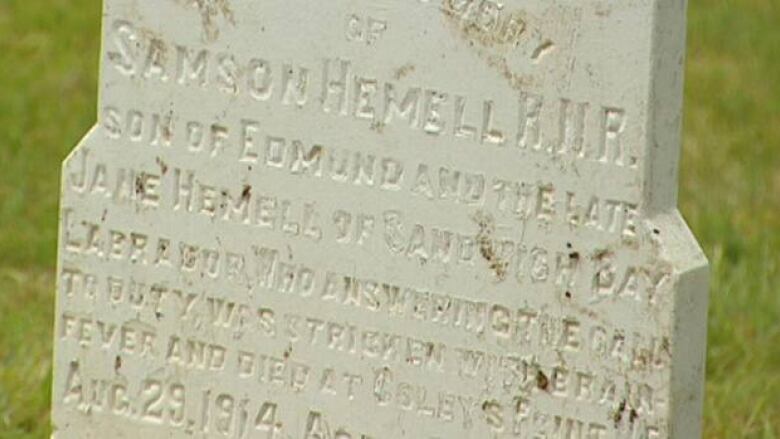 OF
SAMSON HEMELL R.N.R.
SON OF EDMUND AND THE LATE
JANE HEMELL OF SANDWICH BAY
LABRADOR, WHO ANSWERING THE CALL
TO DUTY, WAS STRICKEN WITH BRAIN-
FEVER AND DIED AT COLEY'S POINT
AUG. 29, 1914.